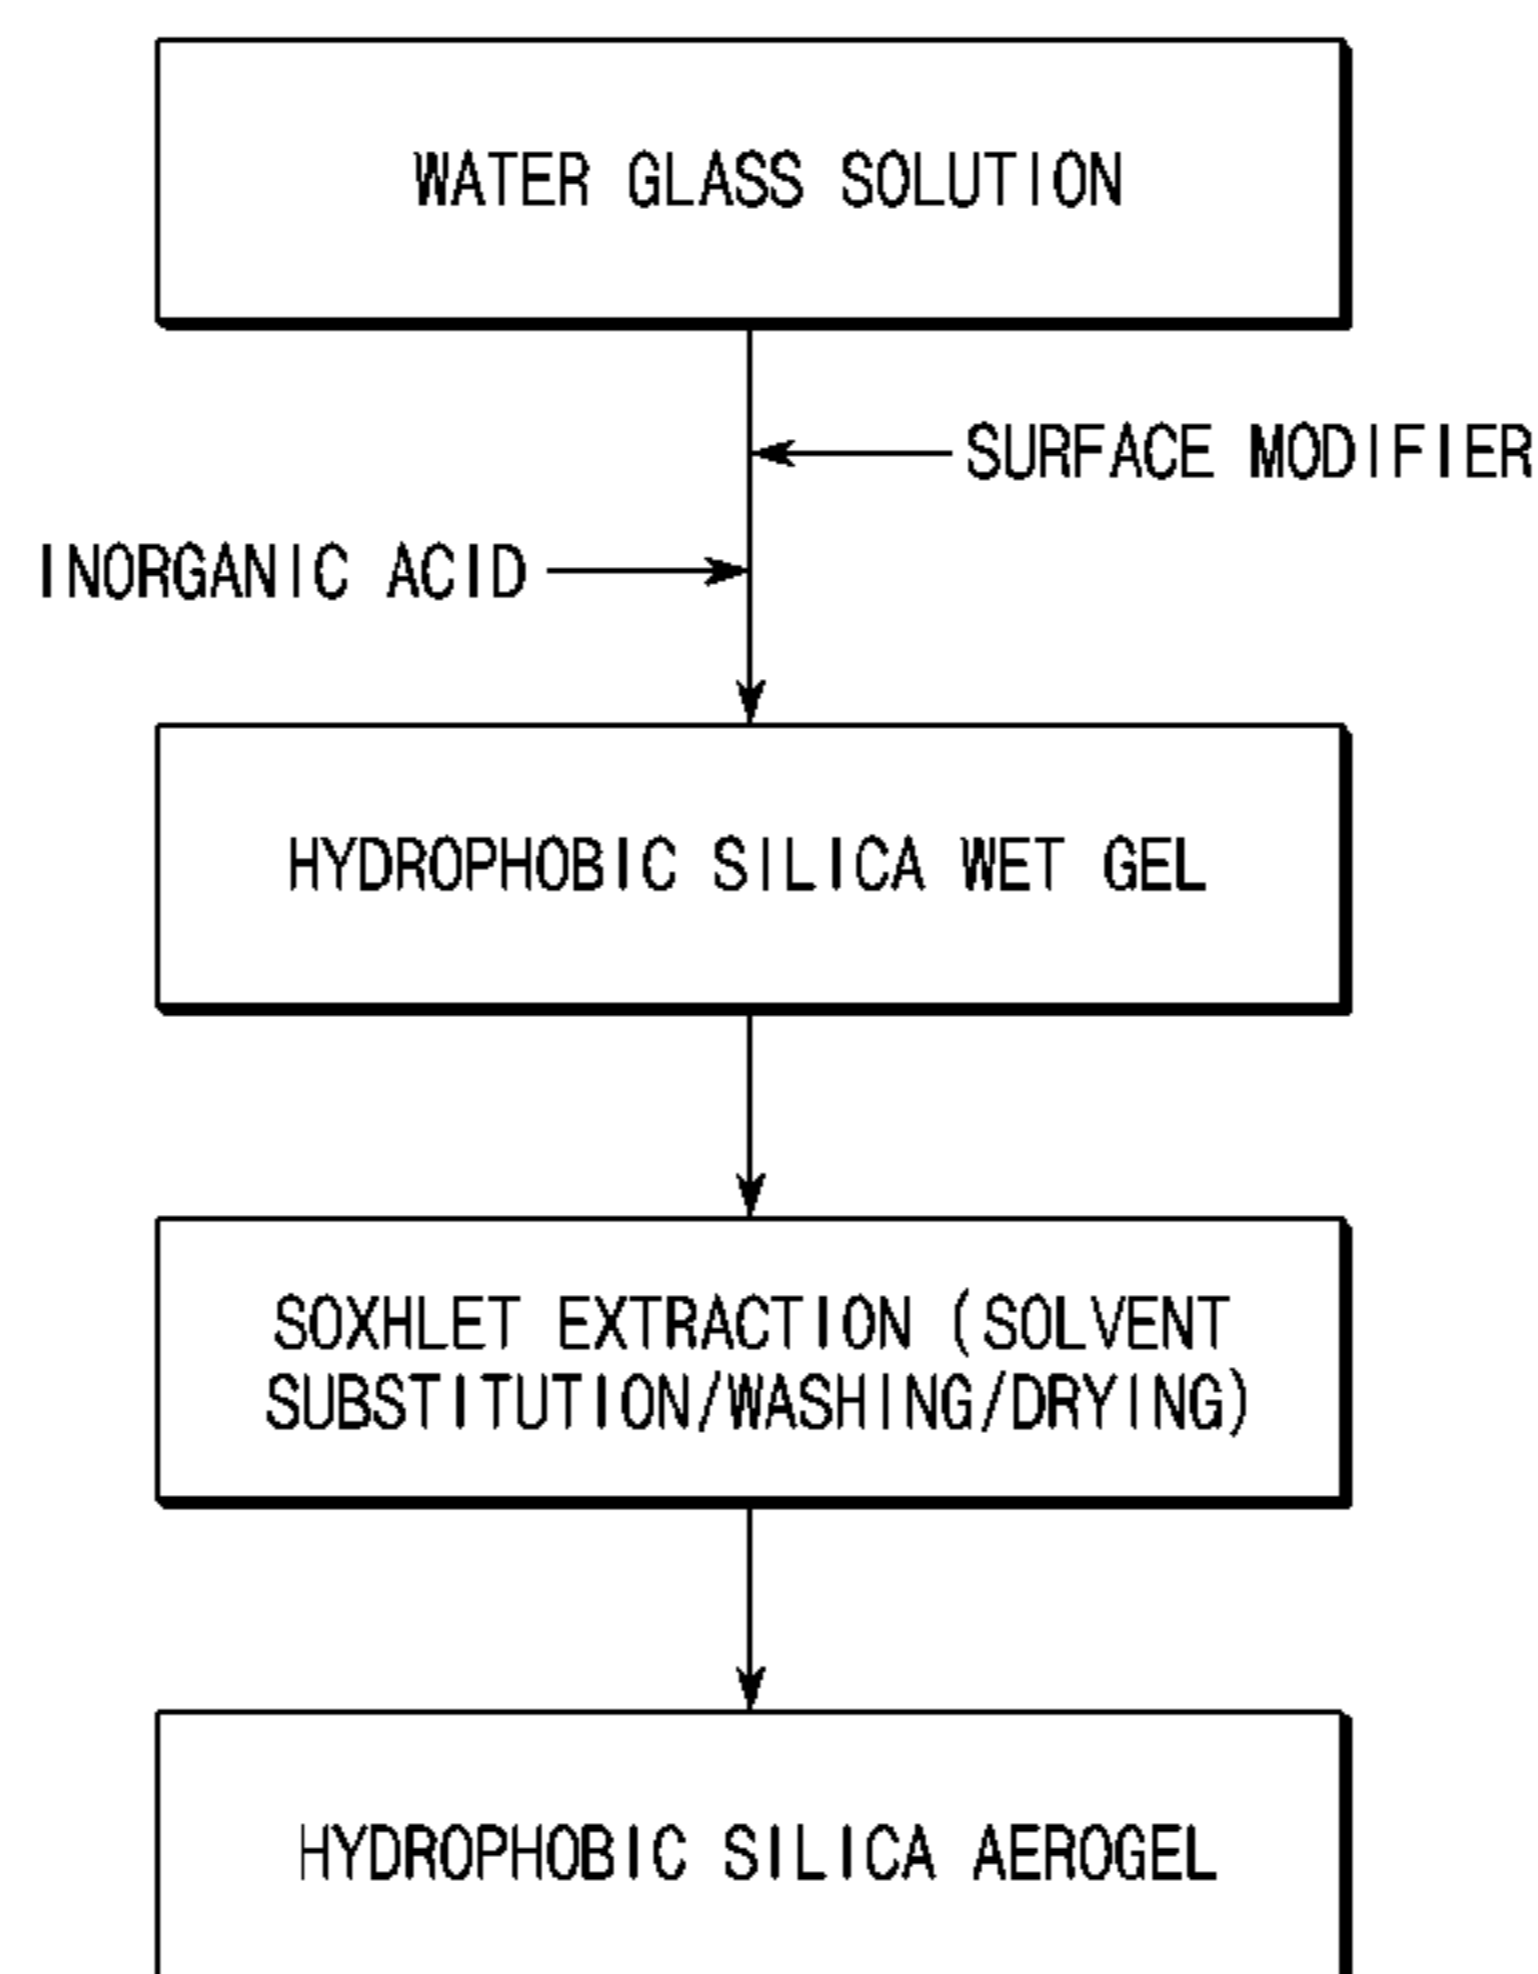 WATER GLASS SOLUTION
SURFACE MODIFIER
INORGANIC ACID
HYDROPHOBIC SILICA WET GEL
SOXHLET EXTRACTION (SOLVENT
SUBSTITUTION/WASHING/DRYING)
HYDROPHOBIC SILICA AEROGEL